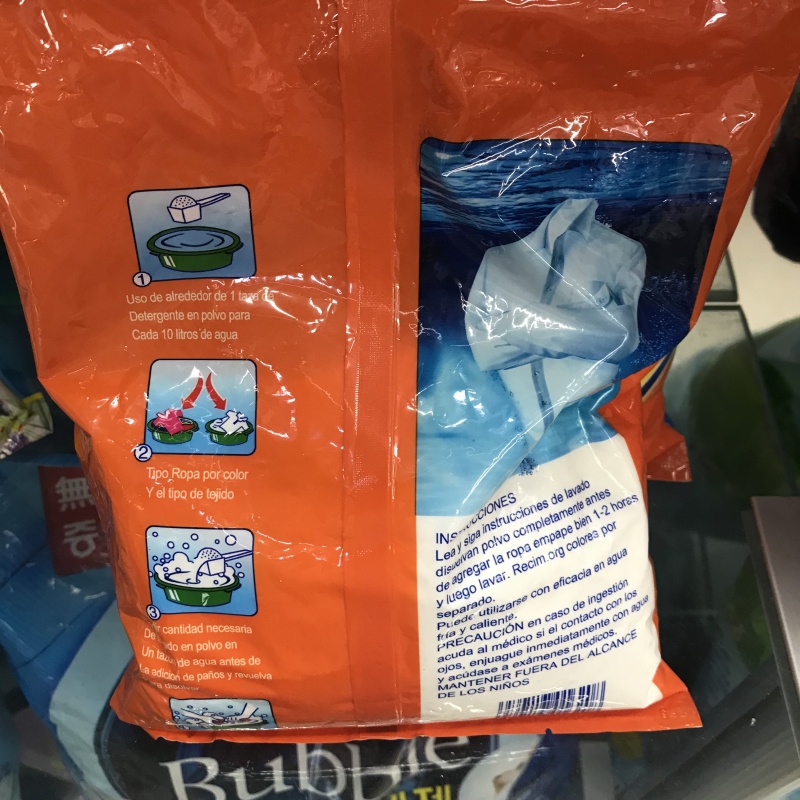 1
Uso de alrededor de 1 taza de
Detergente en polvo para
Cada 10 litros de agua
2
Tipo Ropa por color
Y el tipo de tejido
3
cantidad necesaria
en polvo en
Un de agua antes de
La adición de paños y revuelva
INSTRUCCIONES
Lea y siga instrucciones de lavado
disuelvan polvo completamente antes
de agregar la ropa empape bien 1-2 horas
y luego lavar. Recim.org colores por
separado.
Puede utilizarse con eficacia en agua
fría y caliente.
PRECAUCIÓN en caso de ingestión
acuda al médico si el contacto con los
ojos, enjuague inmediatamente con agua
y acúdase a exámenes médicos.
MANTENER FUERA DEL ALCANCE
DE LOS NIÑOS
無
Bubble